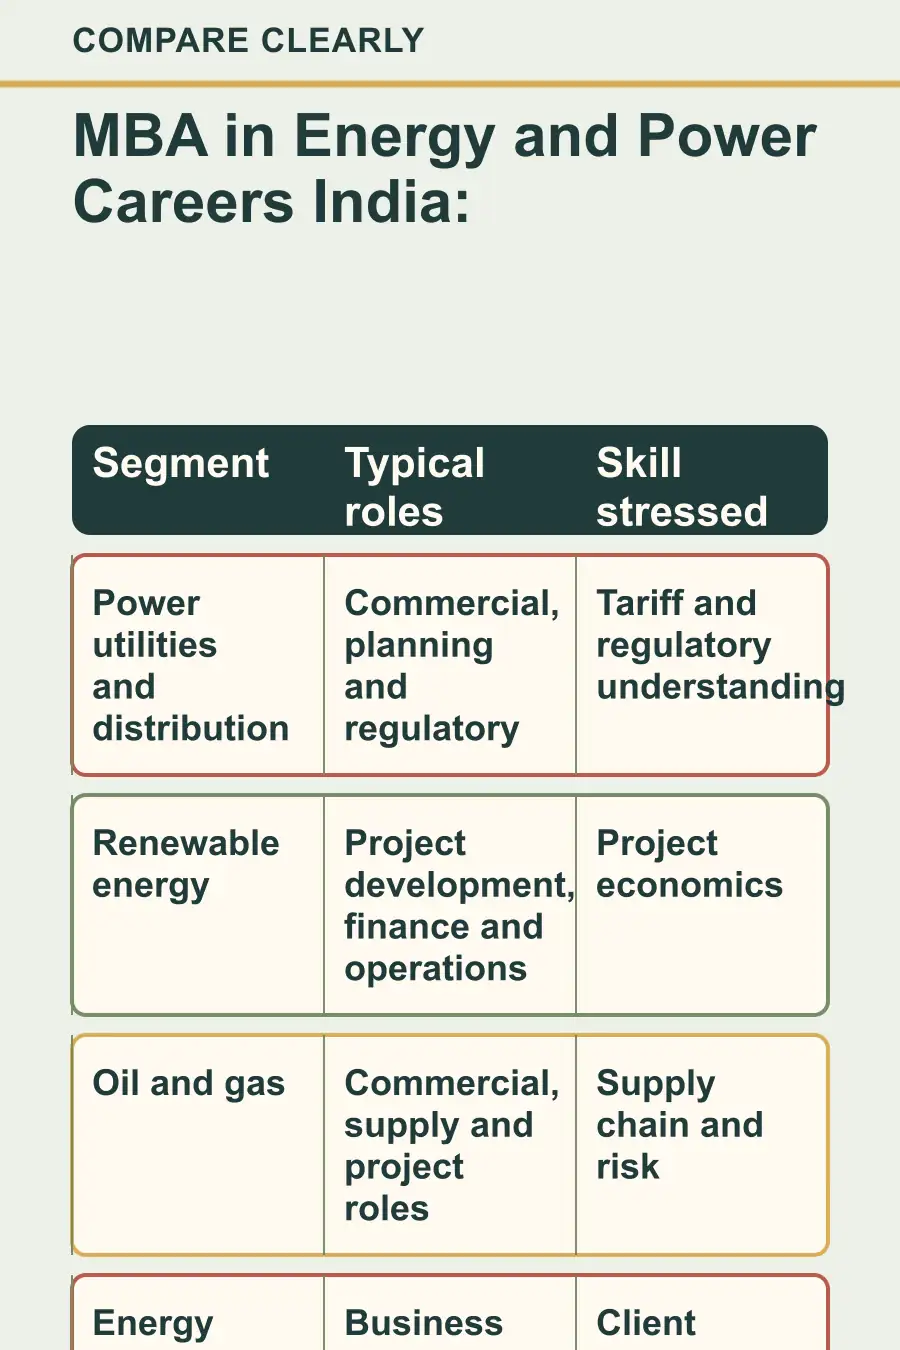 COMPARE CLEARLY
MBA in Energy and Power
Careers India:
Segment
Typical
roles
Skill
stressed
Power
utilities
and
distribution
Commercial,
planning
and
regulatory
Tariff and
regulatory
understanding
Renewable
energy
Project
development,
finance and
operations
Project
economics
Oil and gas
Commercial,
supply and
project
roles
Supply
chain and
risk
Energy
Business
Client